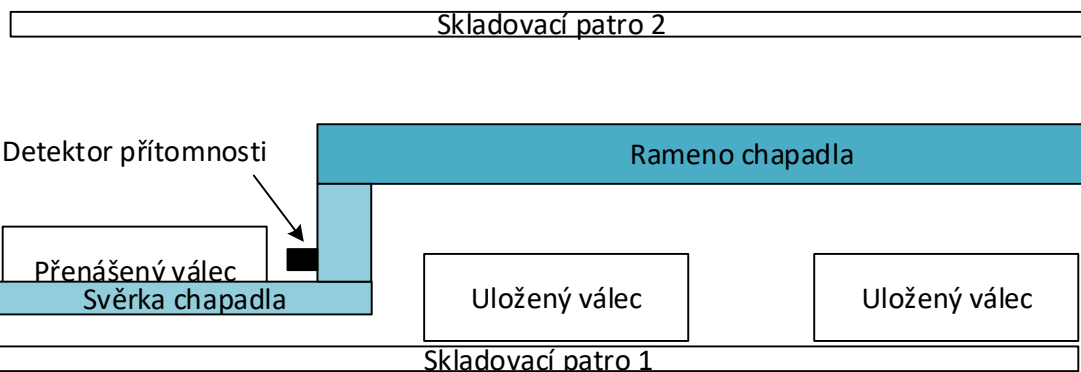 Skladovací patro 2
Detektor přítomnosti
Rameno chapadla
Přenášený válec
Svěrka chapadla
Uložený válec
Uložený válec
Skladovací patro 1